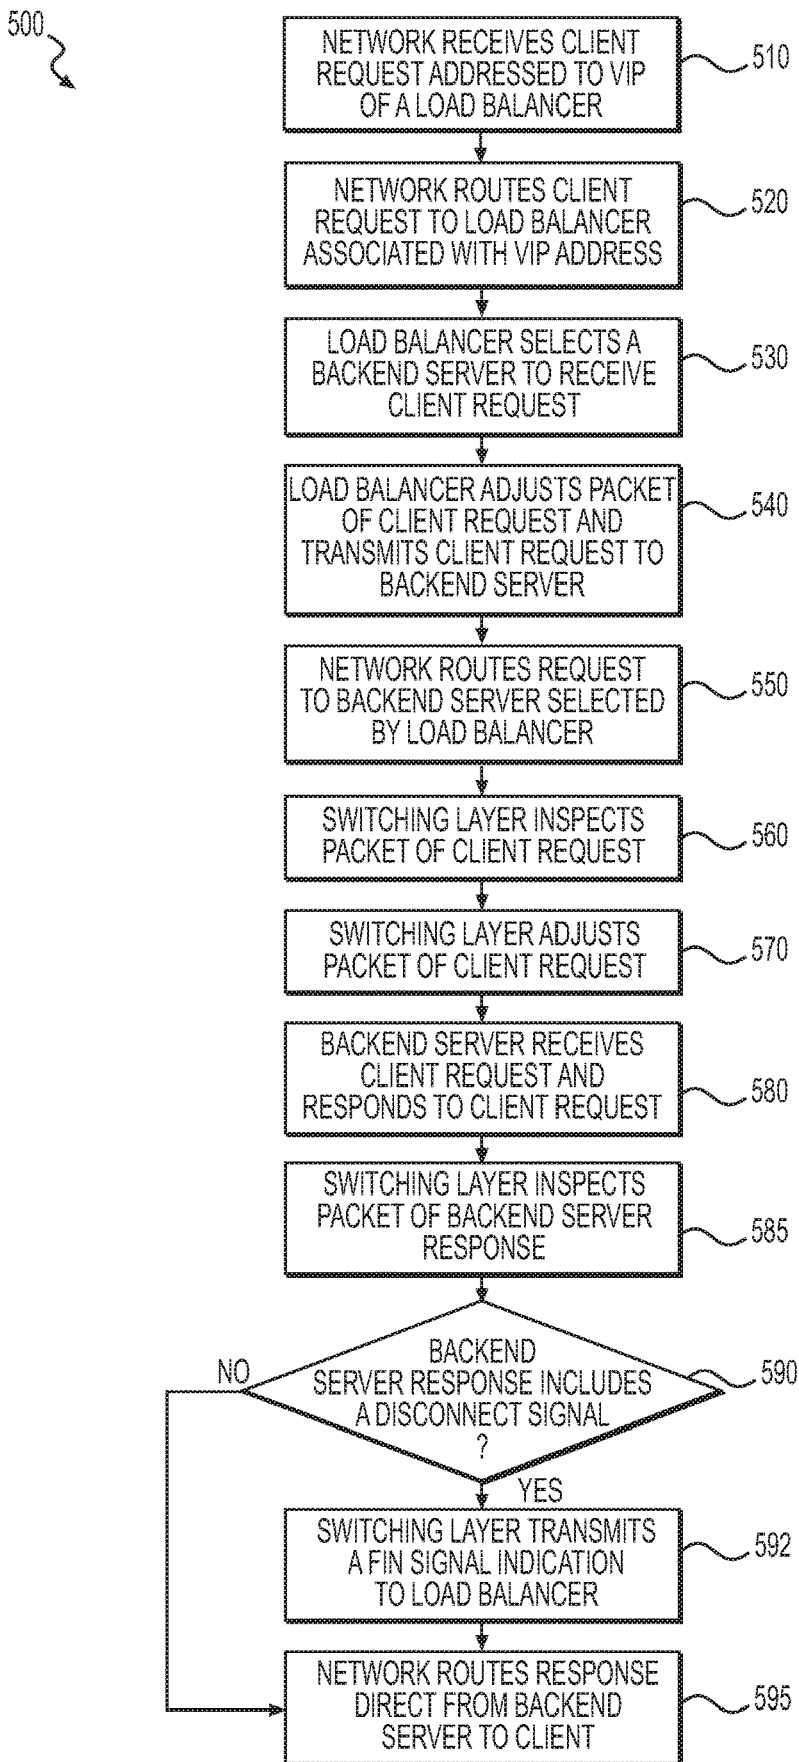 500
NETWORK RECEIVES CLIENT
REQUEST ADDRESSED TO VIP
OF A LOAD BALANCER
510
NETWORK ROUTES CLIENT
REQUEST TO LOAD BALANCER
ASSOCIATED WITH VIP ADDRESS
520
LOAD BALANCER SELECTS A
BACKEND SERVER TO RECEIVE
CLIENT REQUEST
530
LOAD BALANCER ADJUSTS PACKET
OF CLIENT REQUEST AND
TRANSMITS CLIENT REQUEST TO
BACKEND SERVER
540
NETWORK ROUTES REQUEST
TO BACKEND SERVER SELECTED
BY LOAD BALANCER
550
SWITCHING LAYER INSPECTS
PACKET OF CLIENT REQUEST
560
SWITCHING LAYER ADJUSTS
PACKET OF CLIENT REQUEST
570
BACKEND SERVER RECEIVES
CLIENT REQUEST AND
RESPONDS TO CLIENT REQUEST
580
SWITCHING LAYER INSPECTS
PACKET OF BACKEND SERVER
RESPONSE
585
BACKEND
SERVER RESPONSE INCLUDES
A DISCONNECT SIGNAL
?
590
NO
YES
SWITCHING LAYER TRANSMITS
A FIN SIGNAL INDICATION
TO LOAD BALANCER
592
NETWORK ROUTES RESPONSE
DIRECT FROM BACKEND
SERVER TO CLIENT
595